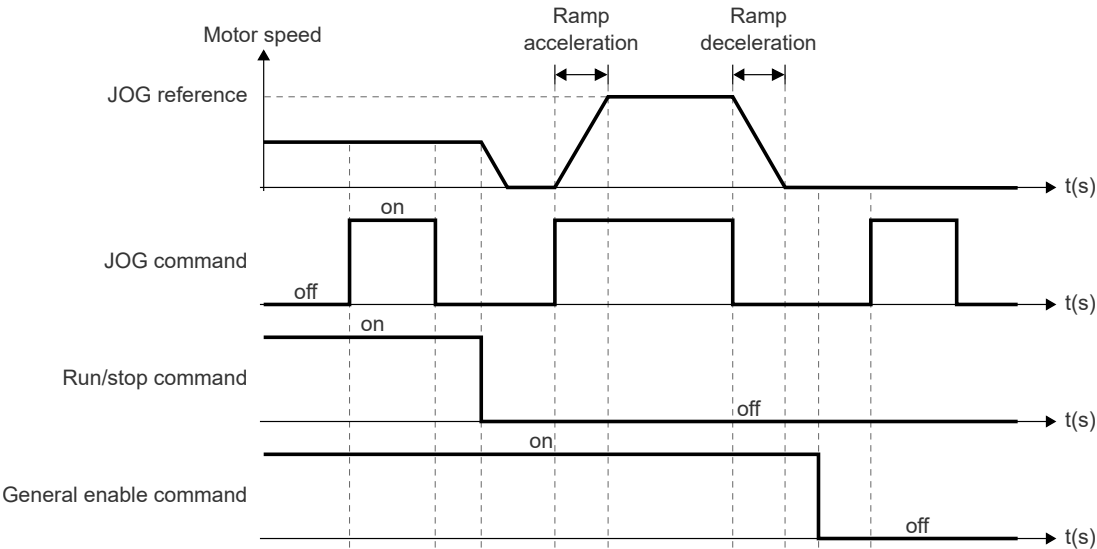 Ramp
acceleration
Ramp
deceleration
Motor speed
JOG reference
t(s)
on
JOG command
off
t(s)
on
Run/stop command
off
t(s)
on
General enable command
off
t(s)